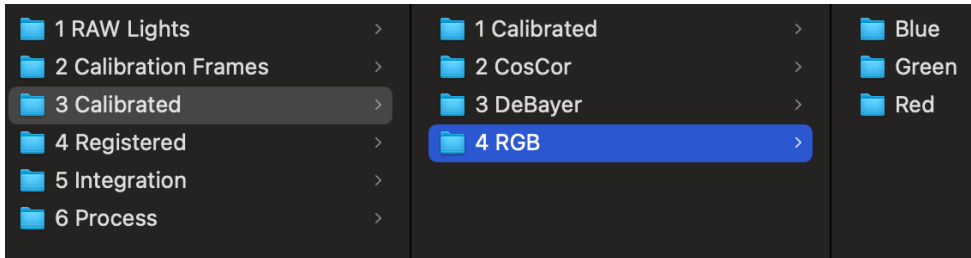 1 RAW Lights
2 Calibration Frames
3 Calibrated
4 Registered
5 Integration
6 Process
1 Calibrated
2 CosCor
3 DeBayer
4 RGB
Blue
Green
Red